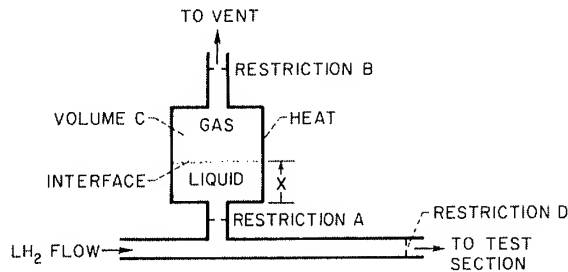 TO VENT
RESTRICTION B
VOLUME C
GAS
HEAT
INTERFACE
LIQUID
X
RESTRICTION A
RESTRICTION D
LH2 FLOW
TO TEST
SECTION